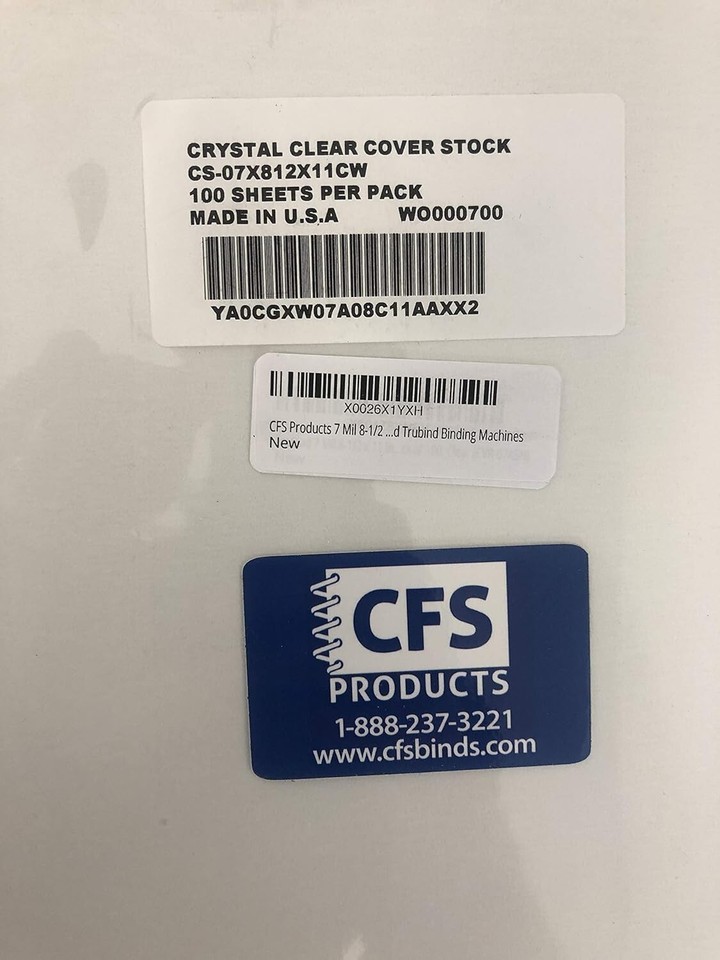 CRYSTAL CLEAR COVER STOCK
CS-07X812X11CW
100 SHEETS PER PACK
MADE IN U.S.A WO000700
YA0CGXW07A08C11AAXX2
X0026X1YXH
CFS Products 7 Mil 8-1/2 ...d Trubind Binding Machines
New
CFS
PRODUCTS
1-888-237-3221
www.cfsbinds.com